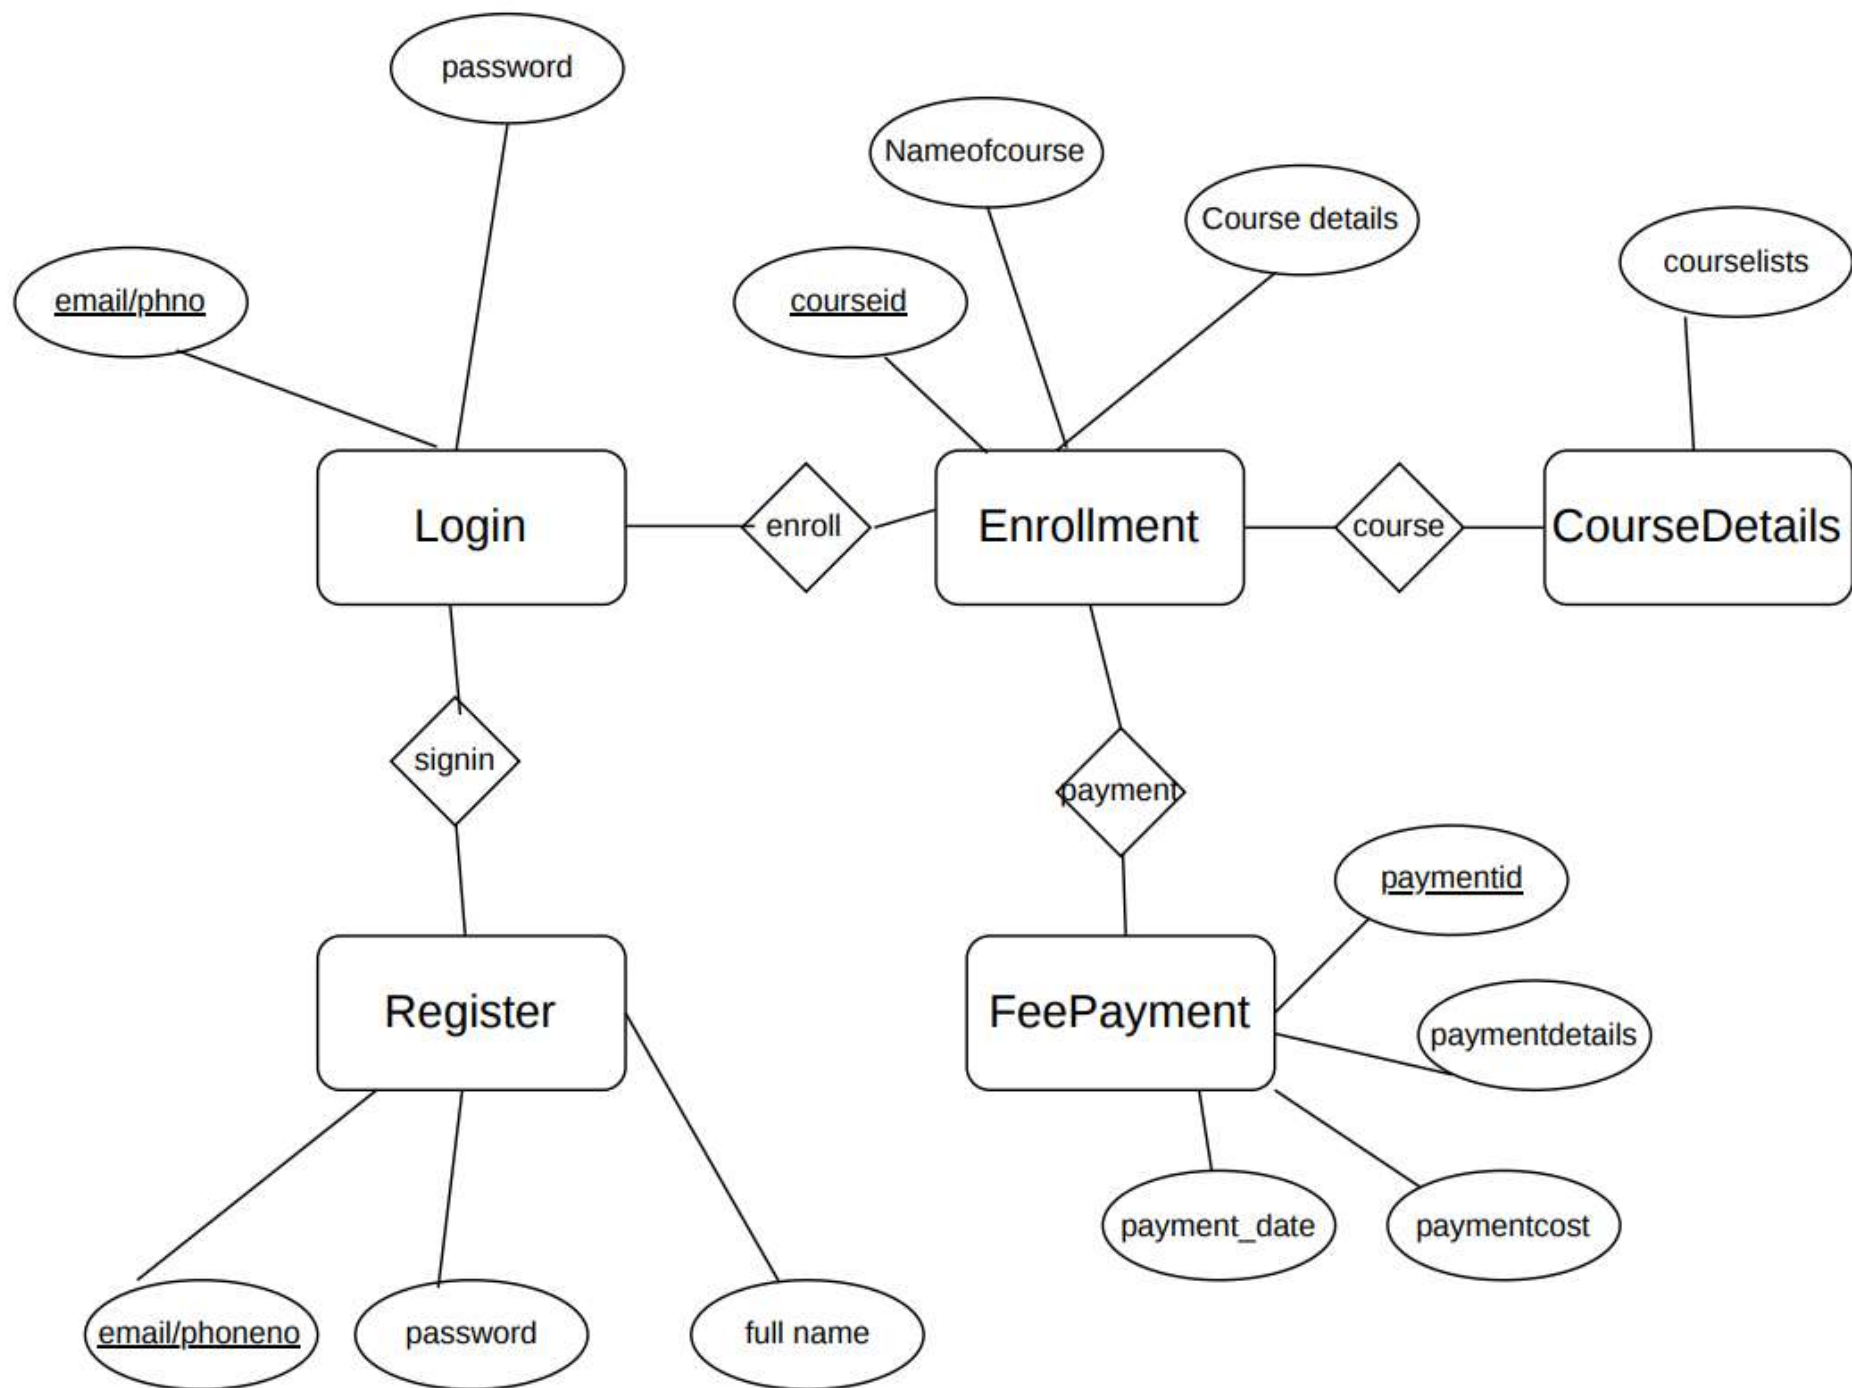 password
Nameofcourse
Course details
courselists
email/phno
courseid
Login
enroll
Enrollment
course
CourseDetails
signin
payment
paymentid
Register
FeePayment
paymentdetails
payment_date
paymentcost
email/phoneno
password
full name